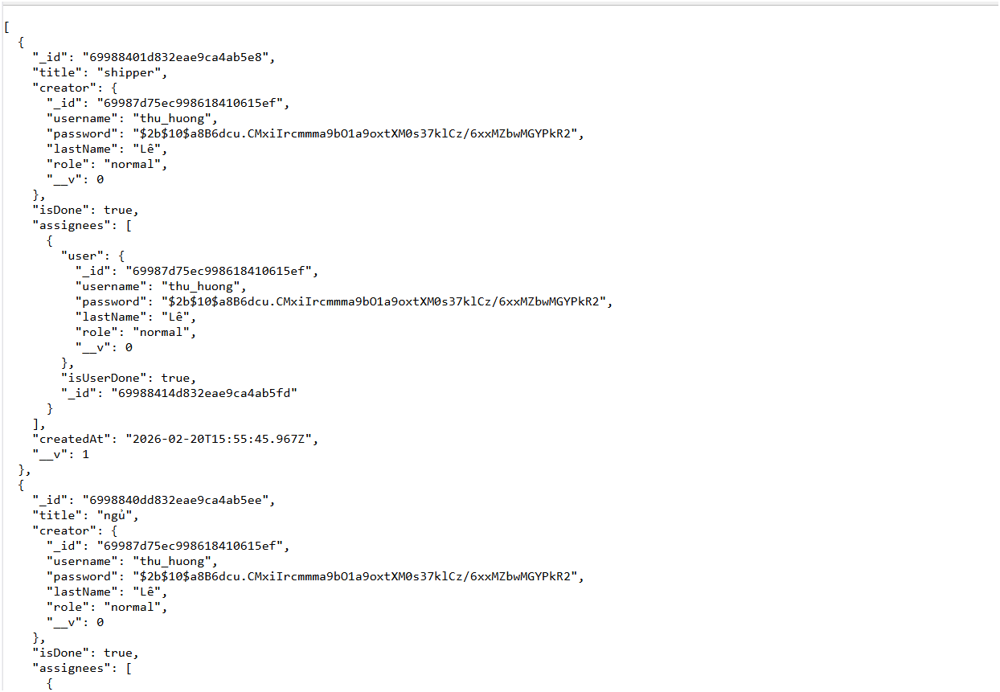 [
  {
    "_id": "69988401d832eae9ca4ab5e8",
    "title": "shipper",
    "creator": {
      "_id": "69987d75ec998618410615ef",
      "username": "thu_huong",
      "password": "$2b$10$a8B6dcu.CMxiIrcmmma9bO1a9oxtXM0s37klCz/6xxMZbwMGYPkR2",
      "lastName": "Lê",
      "role": "normal",
      "__v": 0
    },
    "isDone": true,
    "assignees": [
      {
        "user": {
          "_id": "69987d75ec998618410615ef",
          "username": "thu_huong",
          "password": "$2b$10$a8B6dcu.CMxiIrcmmma9bO1a9oxtXM0s37klCz/6xxMZbwMGYPkR2",
          "lastName": "Lê",
          "role": "normal",
          "__v": 0
        },
        "isUserDone": true,
        "_id": "69988414d832eae9ca4ab5fd"
      }
    ],
    "createdAt": "2026-02-20T15:55:45.967Z",
    "__v": 1
  },
  {
    "_id": "6998840dd832eae9ca4ab5ee",
    "title": "ngủ",
    "creator": {
      "_id": "69987d75ec998618410615ef",
      "username": "thu_huong",
      "password": "$2b$10$a8B6dcu.CMxiIrcmmma9bO1a9oxtXM0s37klCz/6xxMZbwMGYPkR2",
      "lastName": "Lê",
      "role": "normal",
      "__v": 0
    },
    "isDone": true,
    "assignees": [
      {